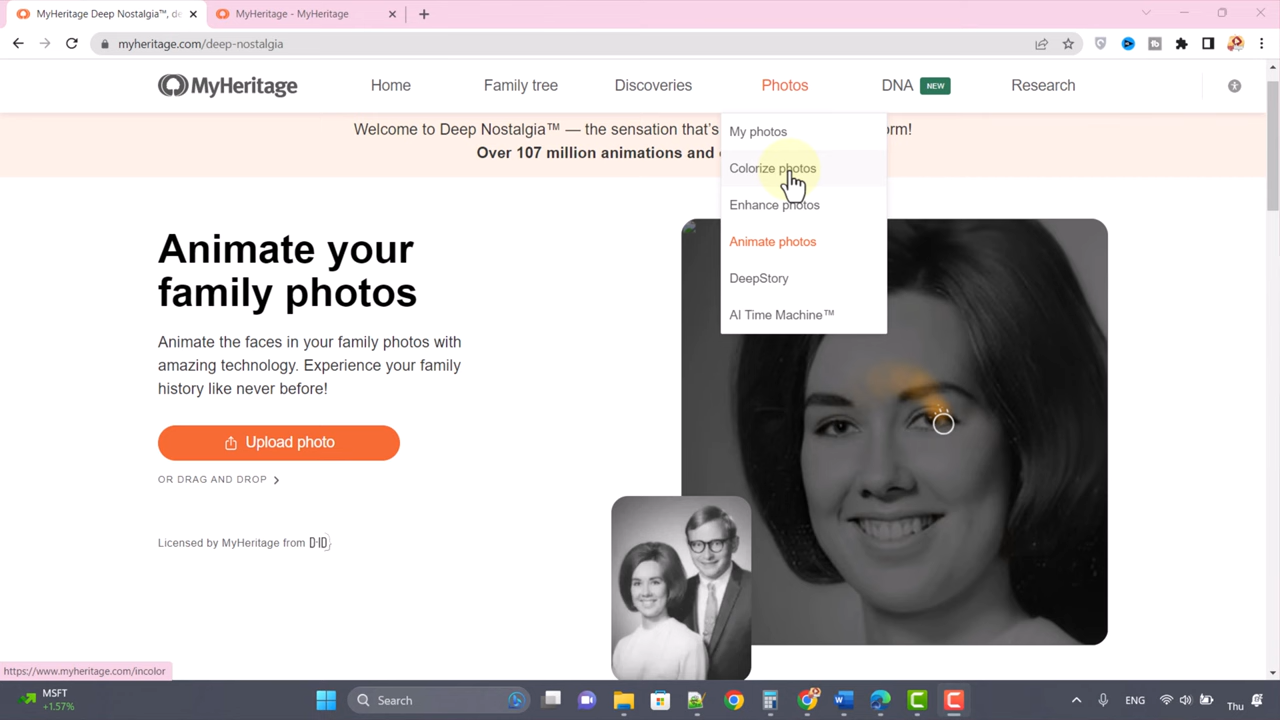 MyHeritage Deep Nostalgia™, de
MyHeritage - MyHeritage
myheritage.com/deep-nostalgia
MyHeritage
Home
Family tree
Discoveries
Photos
DNA NEW
Research
Welcome to Deep Nostalgia™ — the sensation that's
orm!
Over 107 million animations and
My photos
Colorize photos
Enhance photos
Animate photos
DeepStory
AI Time Machine™
Animate your
family photos
Animate the faces in your family photos with
amazing technology. Experience your family
history like never before!
Upload photo
OR DRAG AND DROP
Licensed by MyHeritage from D-ID
https://www.myheritage.com/incolor
MSFT
+1.57%
Search
ENG
Thu